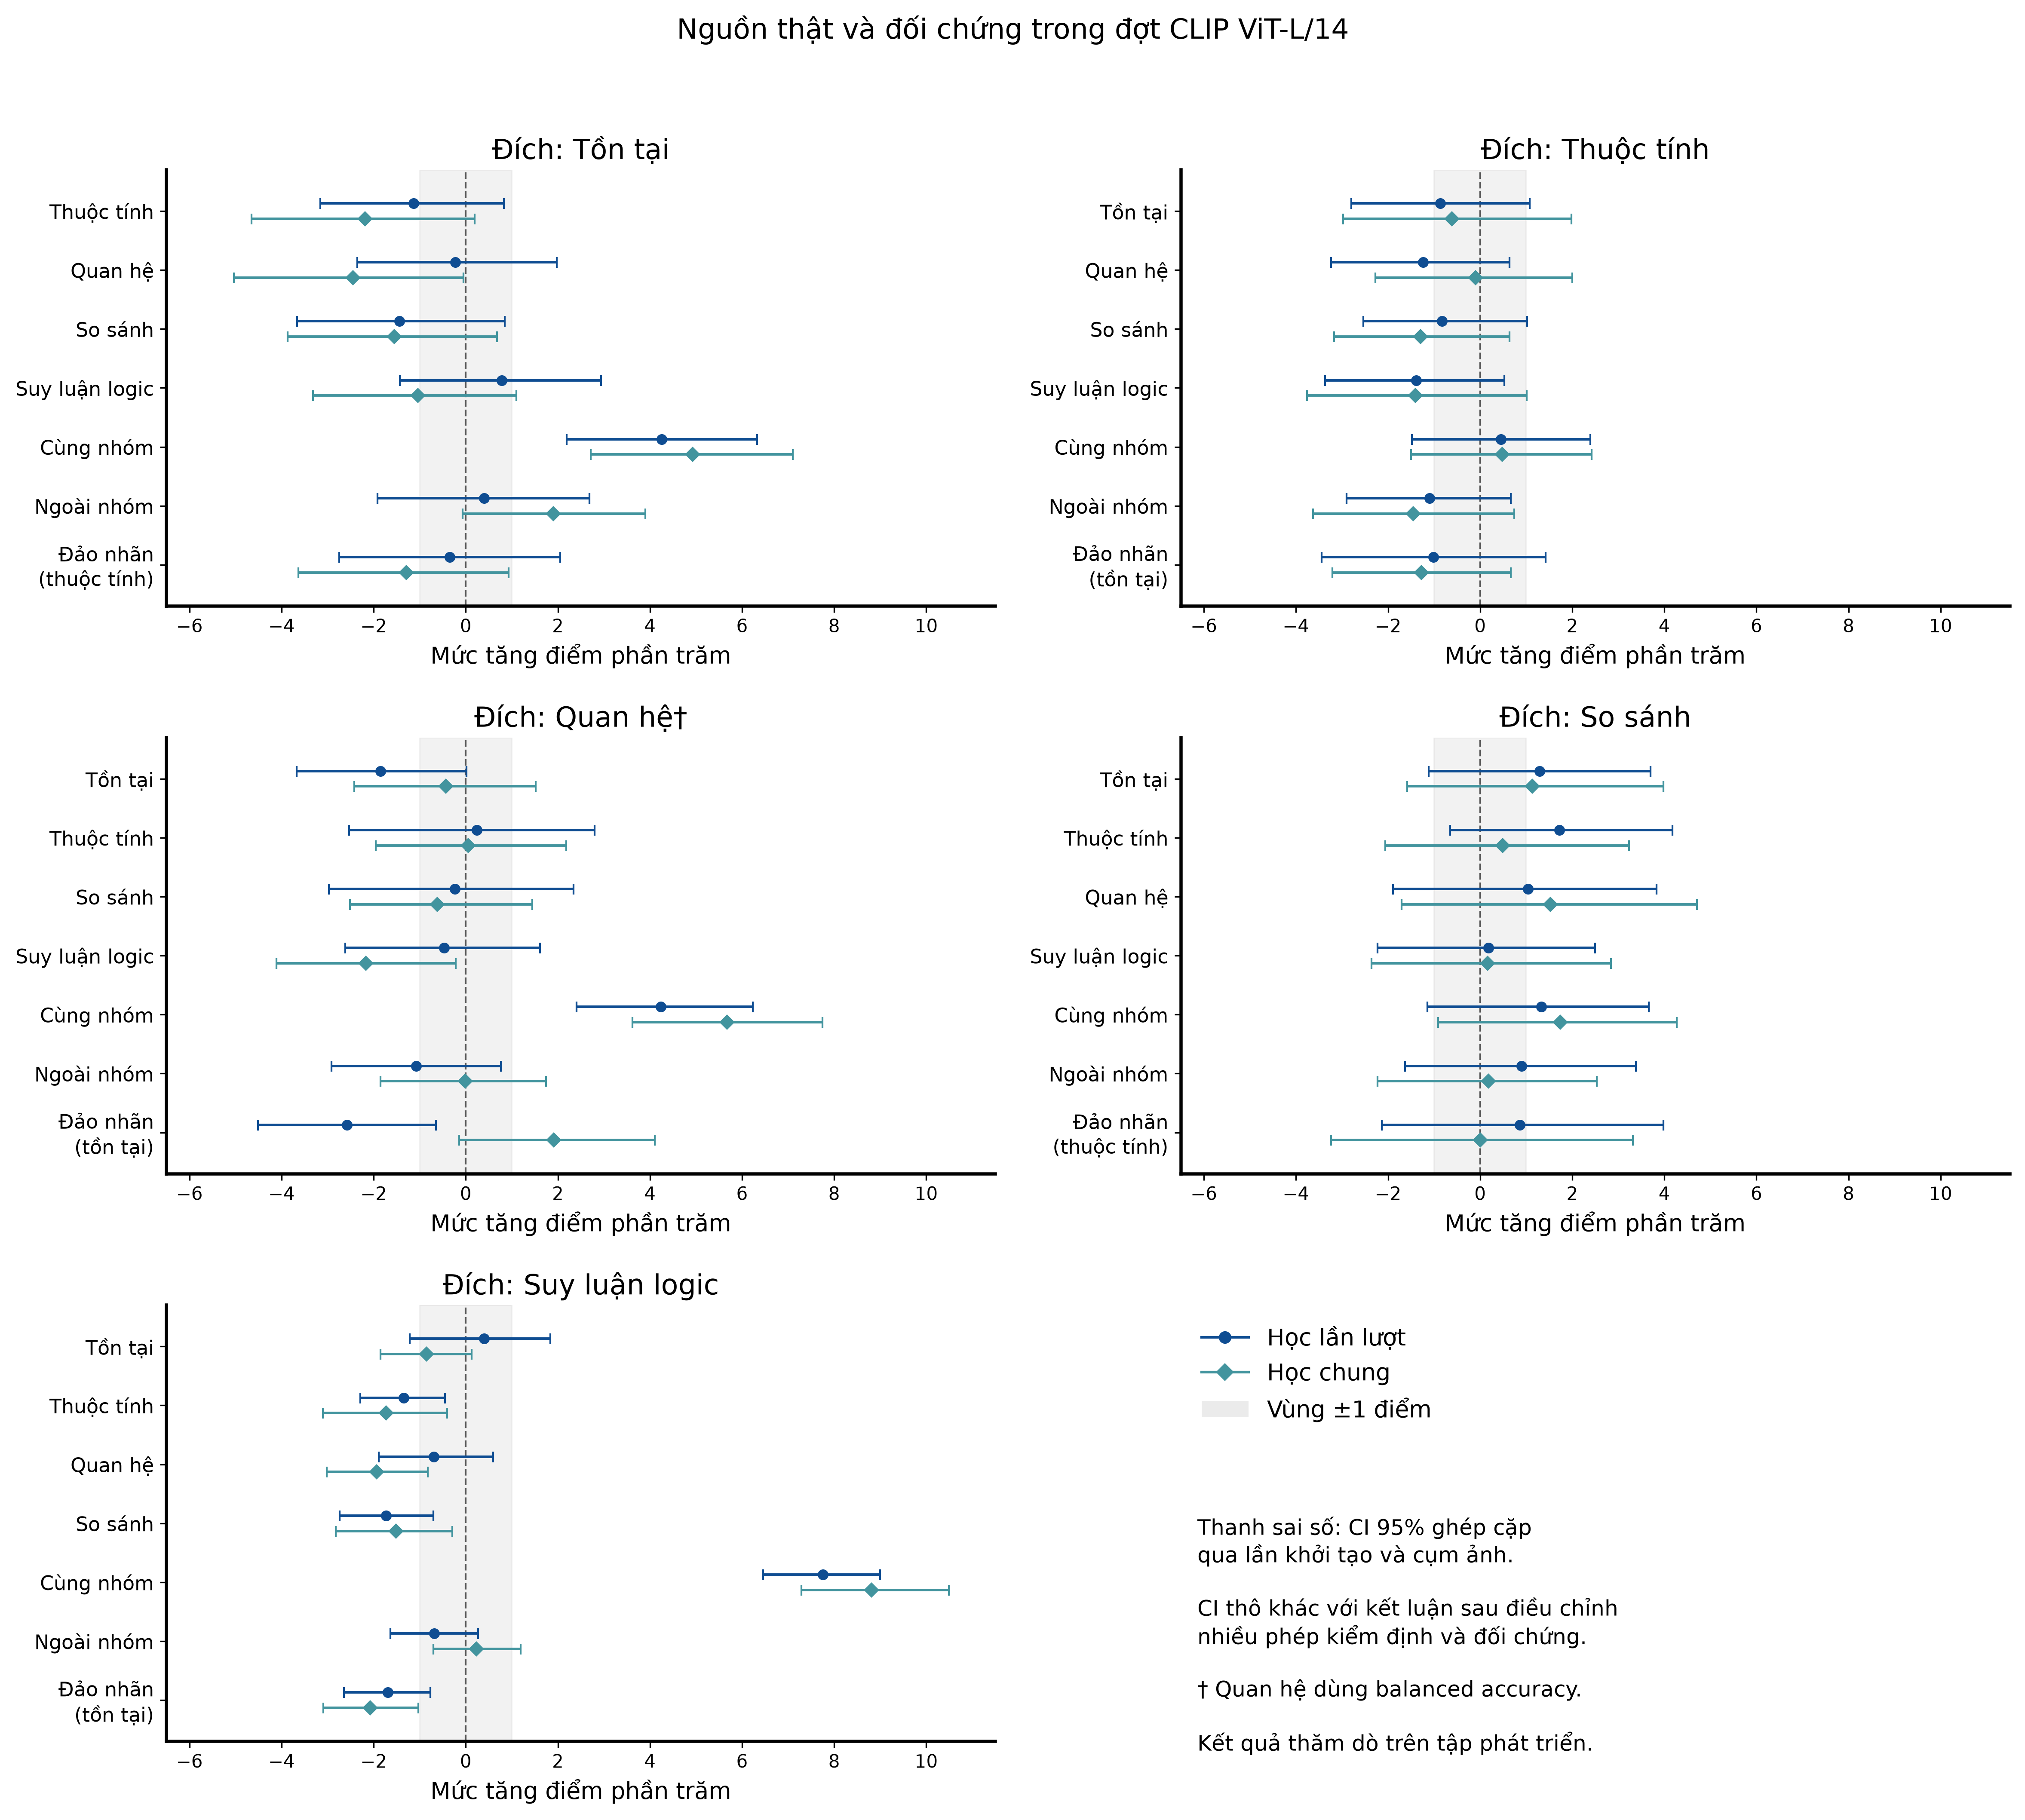 Nguồn thật và đối chứng trong đợt CLIP ViT-L/14
Đích: Tồn tại
Thuộc tính
Quan hệ
So sánh
Suy luận logic
Cùng nhóm
Ngoài nhóm
Đảo nhãn
(thuộc tính)
−6 −4 −2 0 2 4 6 8 10
Mức tăng điểm phần trăm
Đích: Thuộc tính
Tồn tại
Quan hệ
So sánh
Suy luận logic
Cùng nhóm
Ngoài nhóm
Đảo nhãn
(tồn tại)
−6 −4 −2 0 2 4 6 8 10
Mức tăng điểm phần trăm
Đích: Quan hệ†
Tồn tại
Thuộc tính
So sánh
Suy luận logic
Cùng nhóm
Ngoài nhóm
Đảo nhãn
(tồn tại)
−6 −4 −2 0 2 4 6 8 10
Mức tăng điểm phần trăm
Đích: So sánh
Tồn tại
Thuộc tính
Quan hệ
Suy luận logic
Cùng nhóm
Ngoài nhóm
Đảo nhãn
(thuộc tính)
−6 −4 −2 0 2 4 6 8 10
Mức tăng điểm phần trăm
Đích: Suy luận logic
Tồn tại
Thuộc tính
Quan hệ
So sánh
Cùng nhóm
Ngoài nhóm
Đảo nhãn
(tồn tại)
−6 −4 −2 0 2 4 6 8 10
Mức tăng điểm phần trăm
Học lần lượt
Học chung
Vùng ±1 điểm
Thanh sai số: CI 95% ghép cặp
qua lần khởi tạo và cụm ảnh.
CI thô khác với kết luận sau điều chỉnh
nhiều phép kiểm định và đối chứng.
† Quan hệ dùng balanced accuracy.
Kết quả thăm dò trên tập phát triển.